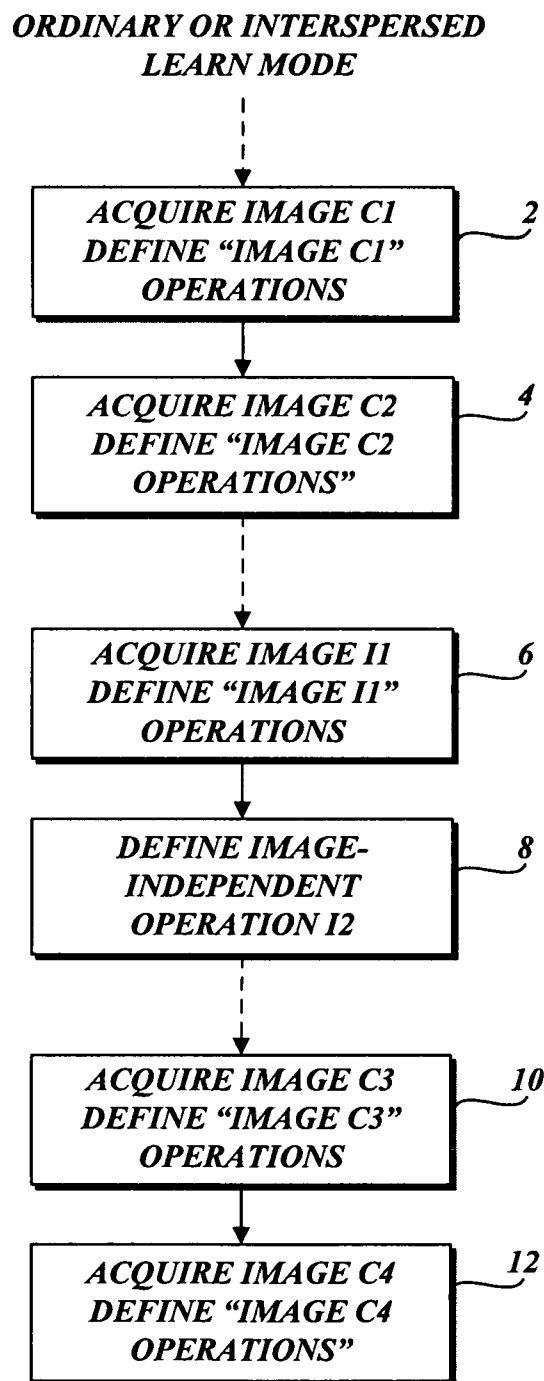 ORDINARY OR INTERSPERSED
LEARN MODE
ACQUIRE IMAGE C1
DEFINE “IMAGE C1”
OPERATIONS
2
ACQUIRE IMAGE C2
DEFINE “IMAGE C2
OPERATIONS”
4
ACQUIRE IMAGE I1
DEFINE “IMAGE I1”
OPERATIONS
6
DEFINE IMAGE-
INDEPENDENT
OPERATION I2
8
ACQUIRE IMAGE C3
DEFINE “IMAGE C3”
OPERATIONS
10
ACQUIRE IMAGE C4
DEFINE “IMAGE C4
OPERATIONS”
12